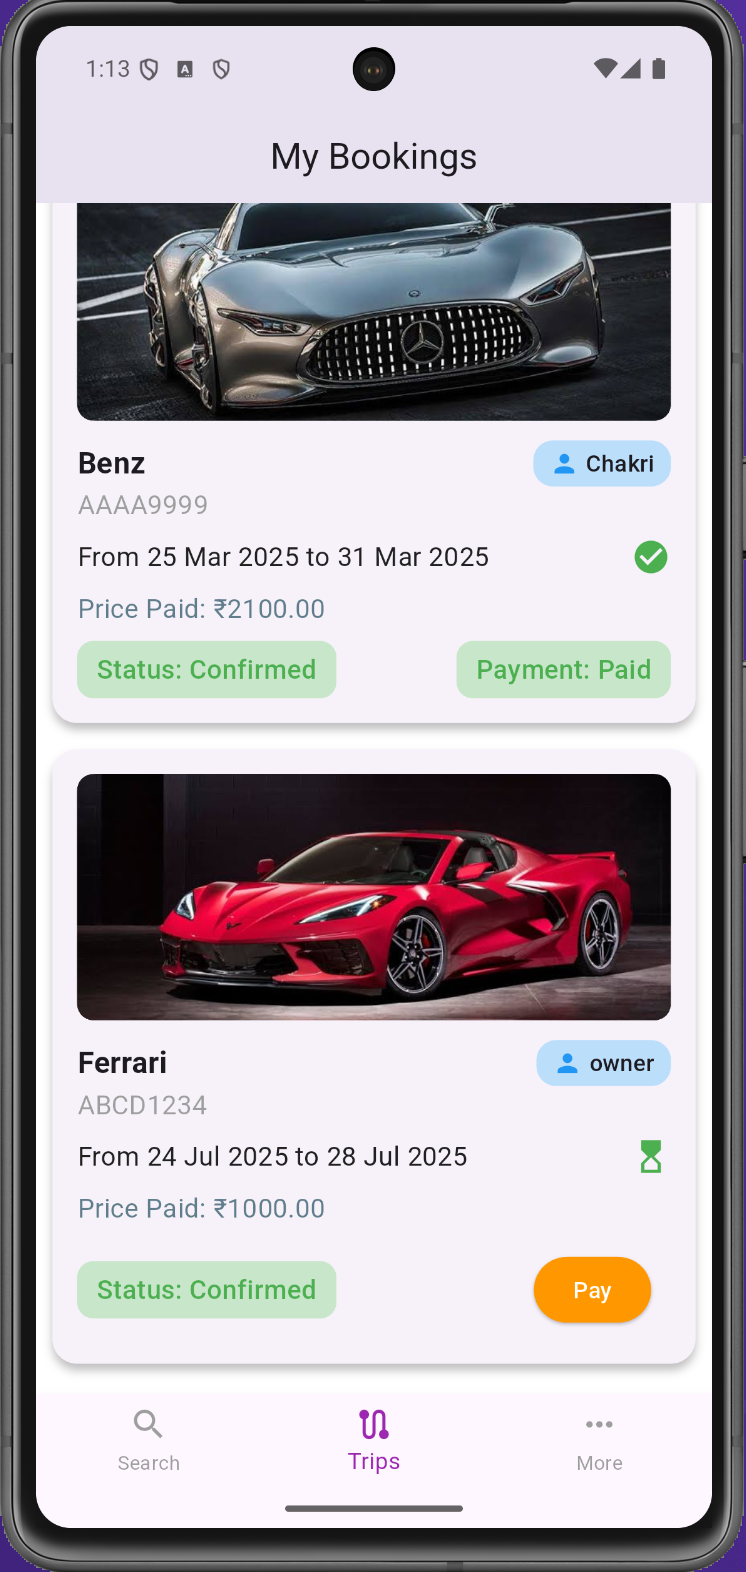 1:13
My Bookings
Benz
Chakri
AAAA9999
From 25 Mar 2025 to 31 Mar 2025
Price Paid: ₹2100.00
Status: Confirmed
Payment: Paid
Ferrari
owner
ABCD1234
From 24 Jul 2025 to 28 Jul 2025
Price Paid: ₹1000.00
Status: Confirmed
Pay
Search
Trips
More